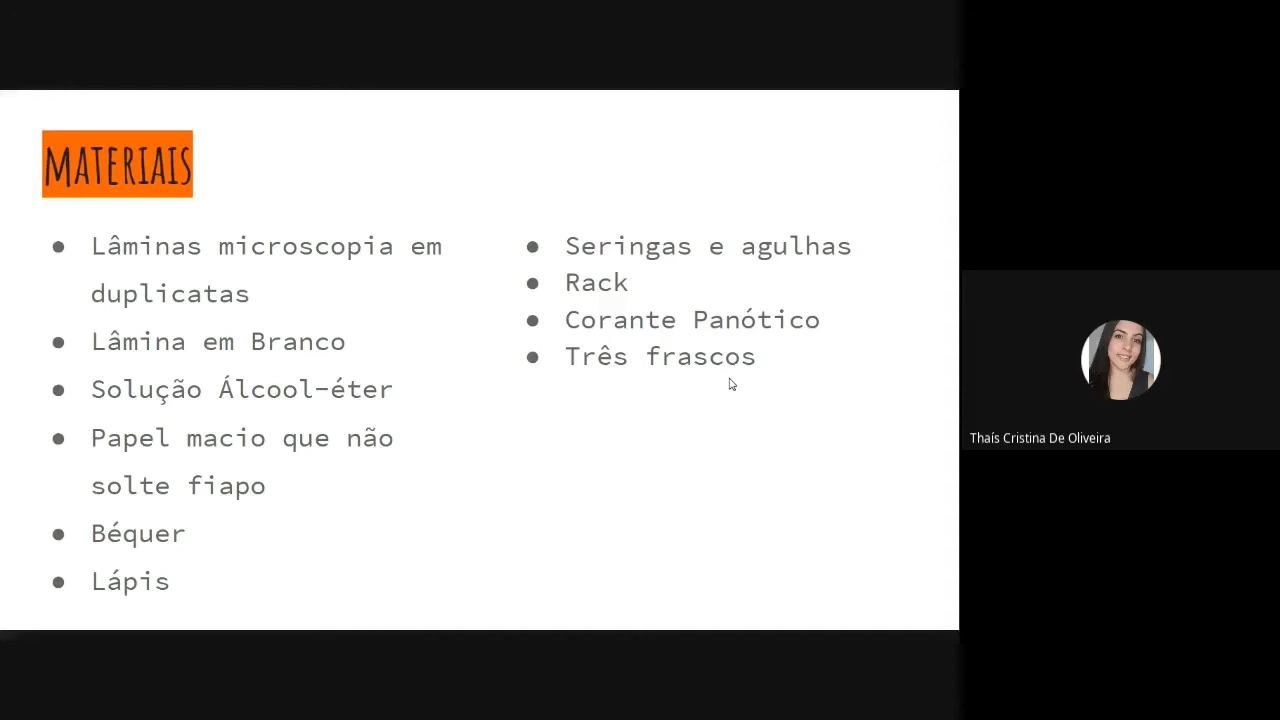 MATERIAIS
● Lâminas microscopia em
duplicatas
● Lâmina em Branco
● Solução Álcool-éter
● Papel macio que não
solte fiapo
● Béquer
● Lápis
● Seringas e agulhas
● Rack
● Corante Panótico
● Três frascos
Thaís Cristina De Oliveira